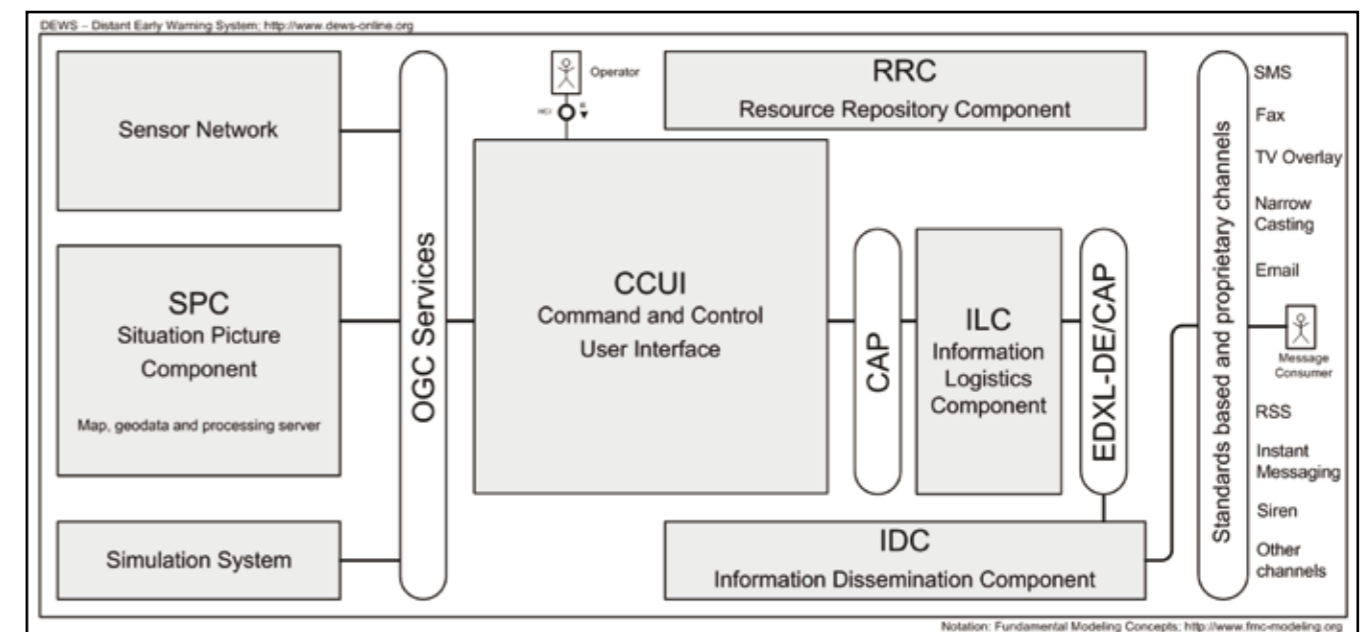 DEWS – Distant Early Warning System; http://www.dews-online.org
Sensor Network
SPC
Situation Picture
Component
Map, geodata and processing server
Simulation System
OGC Services
Operator
HCI
R
CCUI
Command and Control
User Interface
RRC
Resource Repository Component
CAP
ILC
Information
Logistics
Component
EDXL-DE/CAP
IDC
Information Dissemination Component
Standards based and proprietary channels
SMS
Fax
TV Overlay
Narrow
Casting
Email
Message
Consumer
RSS
Instant
Messaging
Siren
Other
channels
Notation: Fundamental Modeling Concepts; http://www.fmc-modeling.org